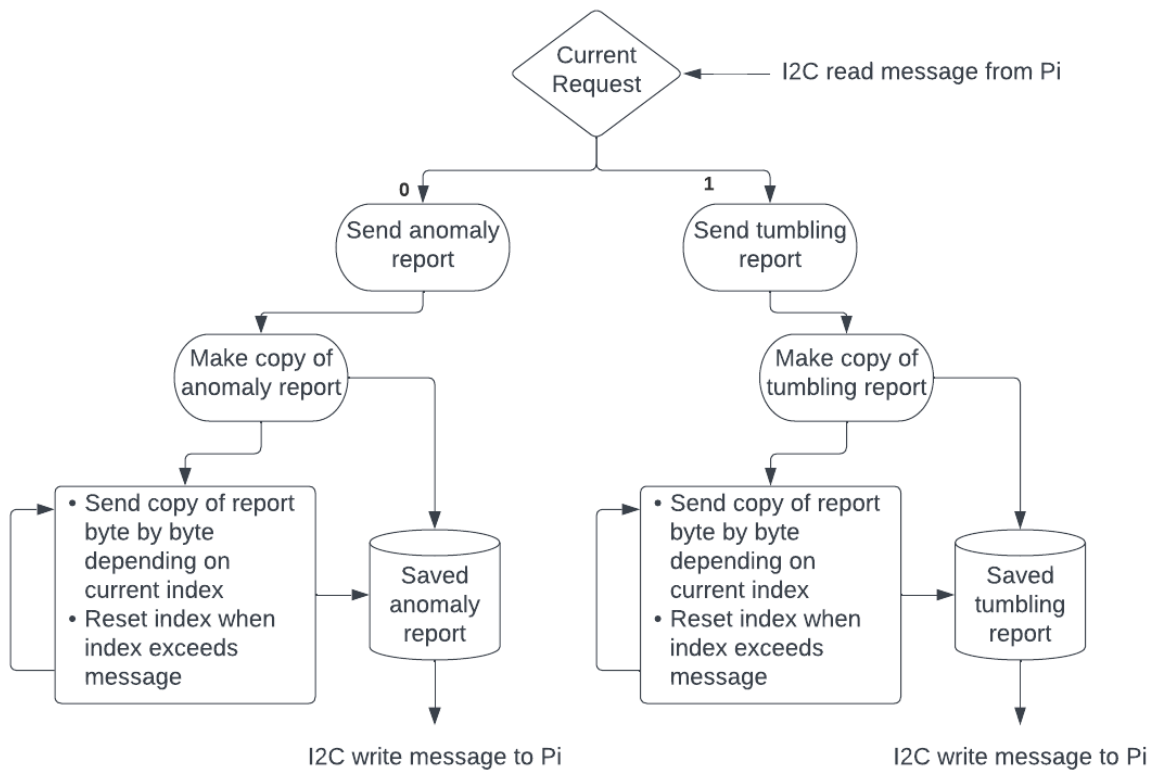 Current
Request
I2C read message from Pi
0
1
Send anomaly
report
Send tumbling
report
Make copy of
anomaly report
Make copy of
tumbling report
• Send copy of report
byte by byte
depending on
current index
• Reset index when
index exceeds
message
Saved
anomaly
report
• Send copy of report
byte by byte
depending on
current index
• Reset index when
index exceeds
message
Saved
tumbling
report
I2C write message to Pi
I2C write message to Pi